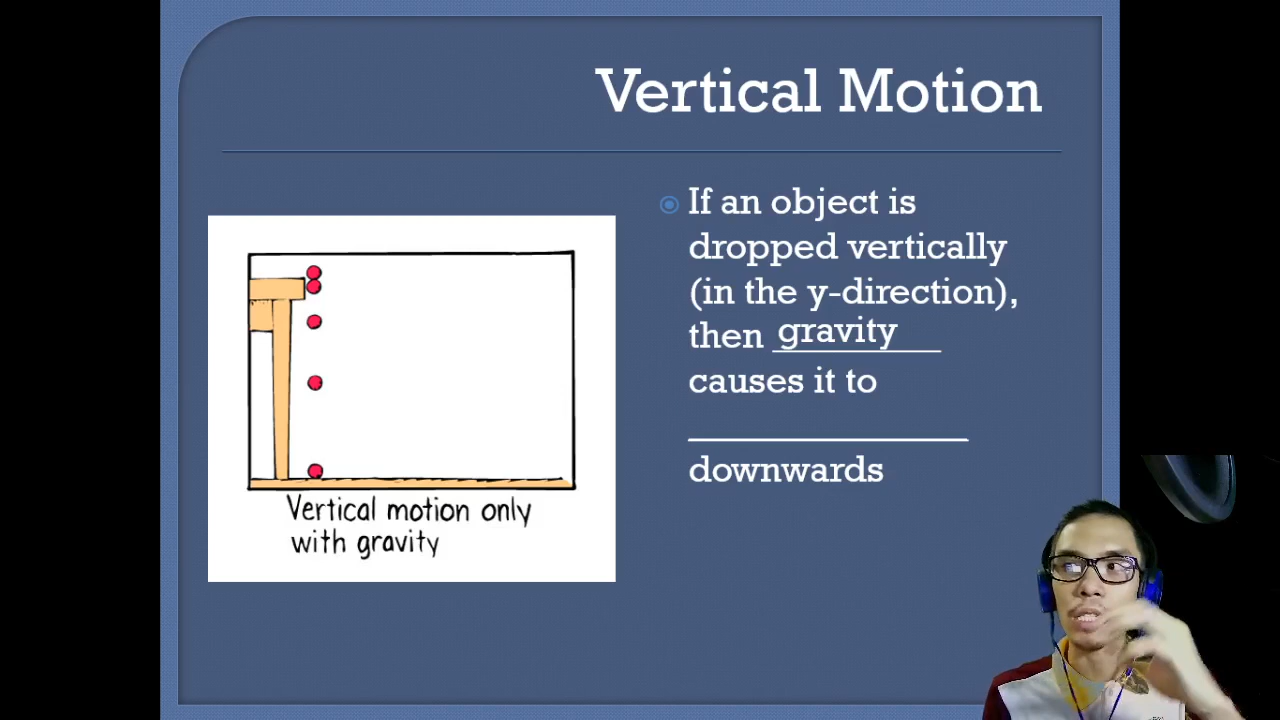 Vertical Motion
If an object is
dropped vertically
(in the y-direction),
then gravity
causes it to
downwards
Vertical motion only
with gravity